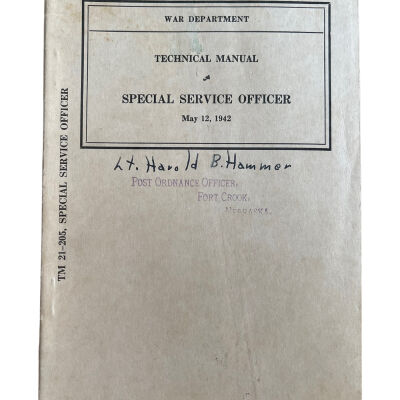 WAR DEPARTMENT
TECHNICAL MANUAL
SPECIAL SERVICE OFFICER
May 12, 1942
Lt. Harold B. Hammer
POST ORDNANCE OFFICER,
FORT CROOK,
NEBRASKA.
TM 21-205, SPECIAL SERVICE OFFICER